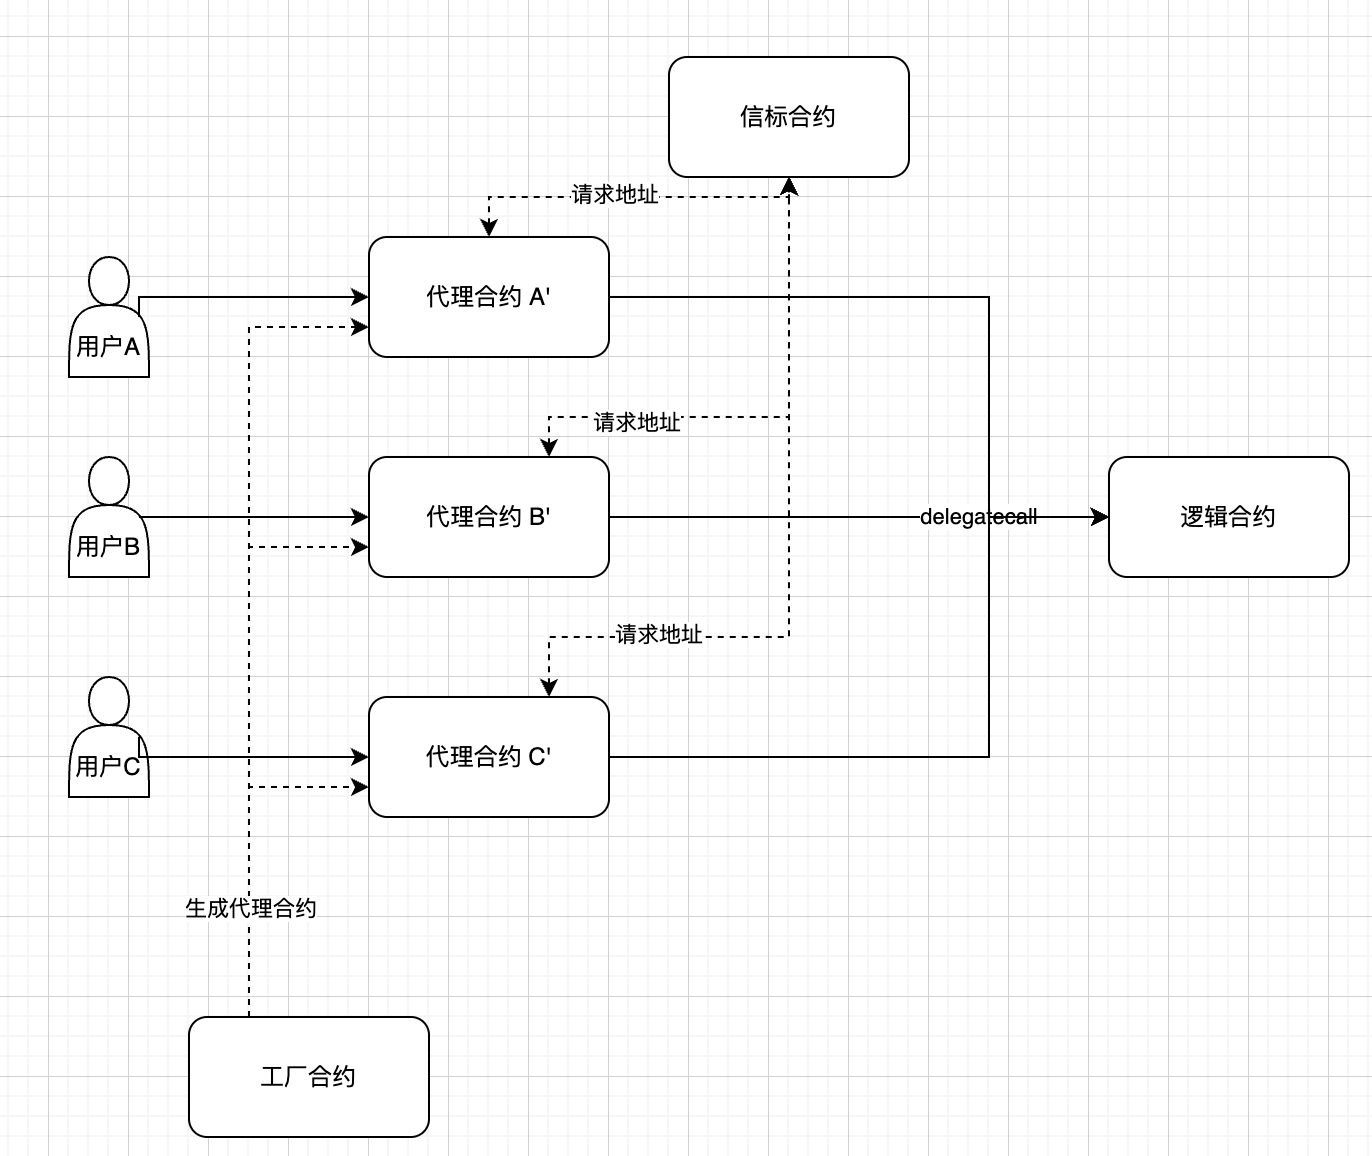 信标合约
请求地址
代理合约 A'
用户A
请求地址
代理合约 B'
用户B
delegatecall
逻辑合约
请求地址
代理合约 C'
用户C
生成代理合约
工厂合约